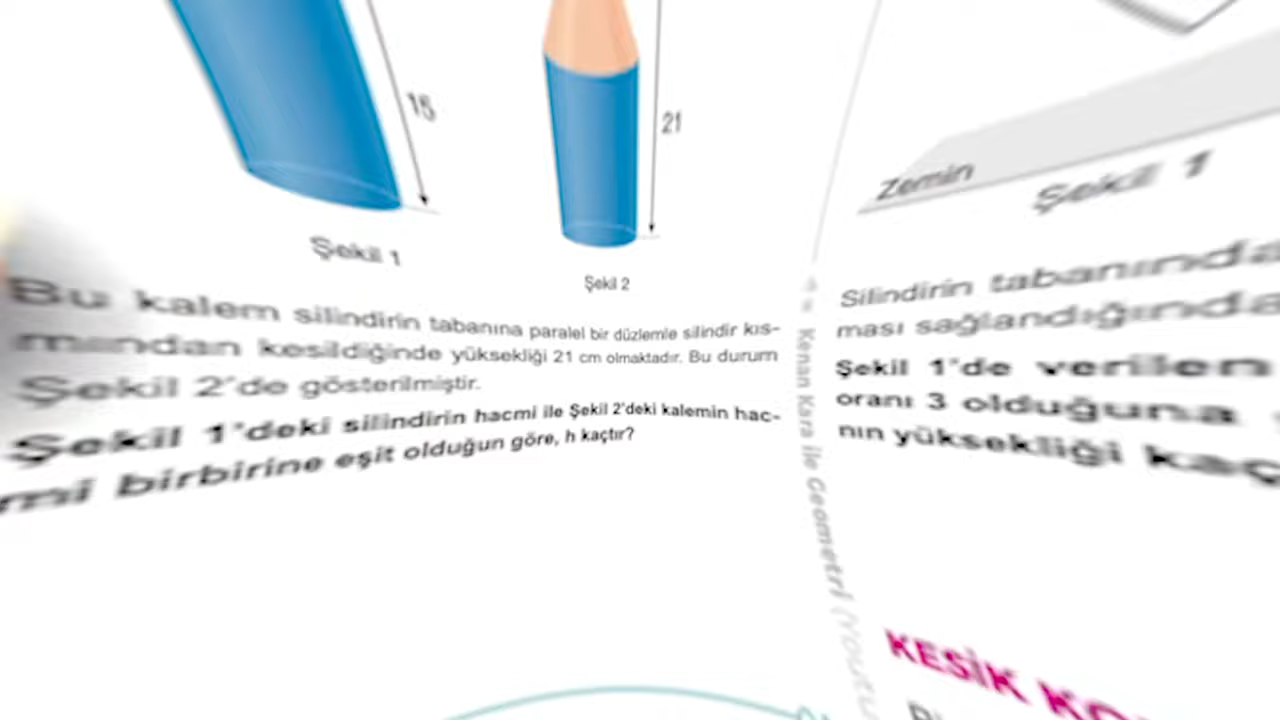 15
21
Şekil 1
Şekil 2
Bu kalem silindirin tabanına paralel bir düzlemle silindir kıs-
mından kesildiğinde yüksekliği 21 cm olmaktadır. Bu durum
Şekil 2'de gösterilmiştir.
Şekil 1'deki silindirin hacmi ile Şekil 2'deki kalemin hac-
mi birbirine eşit olduğun göre, h kaçtır?
Kenan Kara ile Geometri (Youtu
Zemin
Şekil 1
Silindirin tabanında
ması sağlandığında
Şekil 1'de verilen
oranı 3 olduğuna
nın yüksekliği kaç
KESİK KO